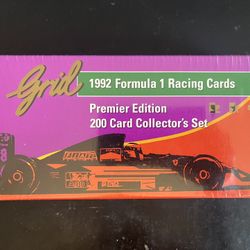 Grid
1992 Formula 1 Racing Cards
Premier Edition
200 Card Collector's Set